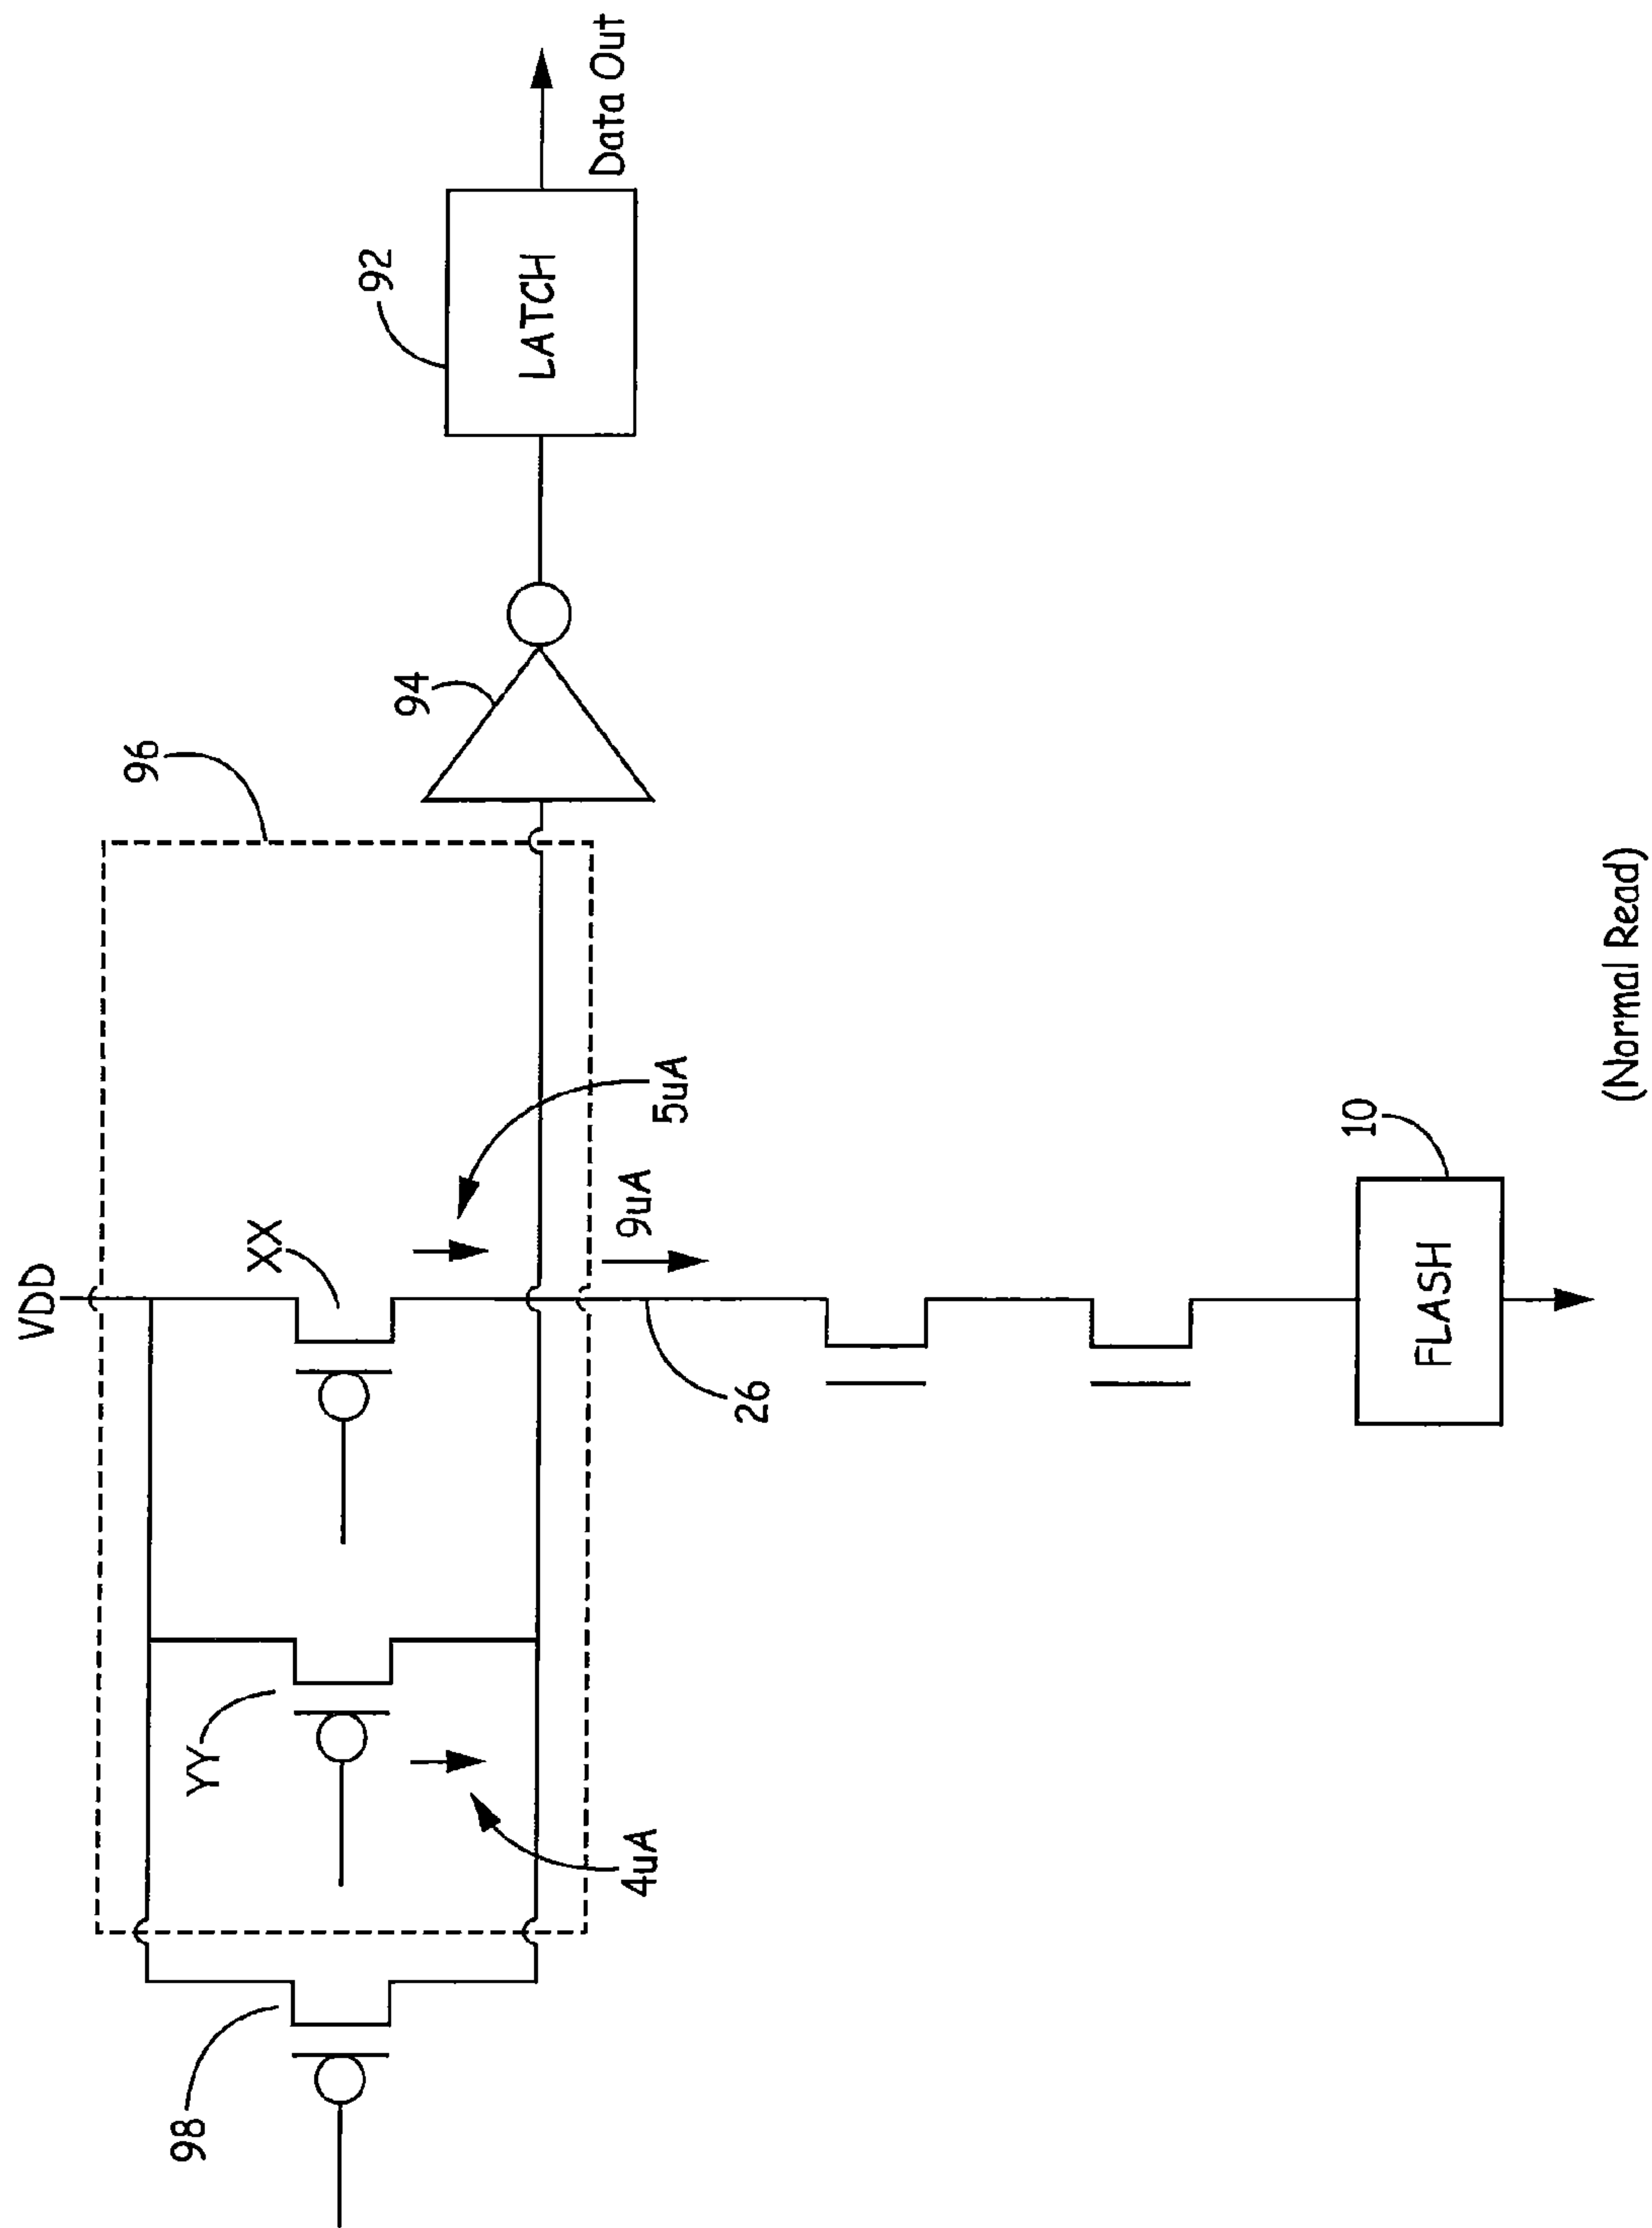 VDD
96
92
XX
94
LATCH
Data Out
YY
98
5uA
9uA
4uA
26
10
FLASH
(Normal Read)